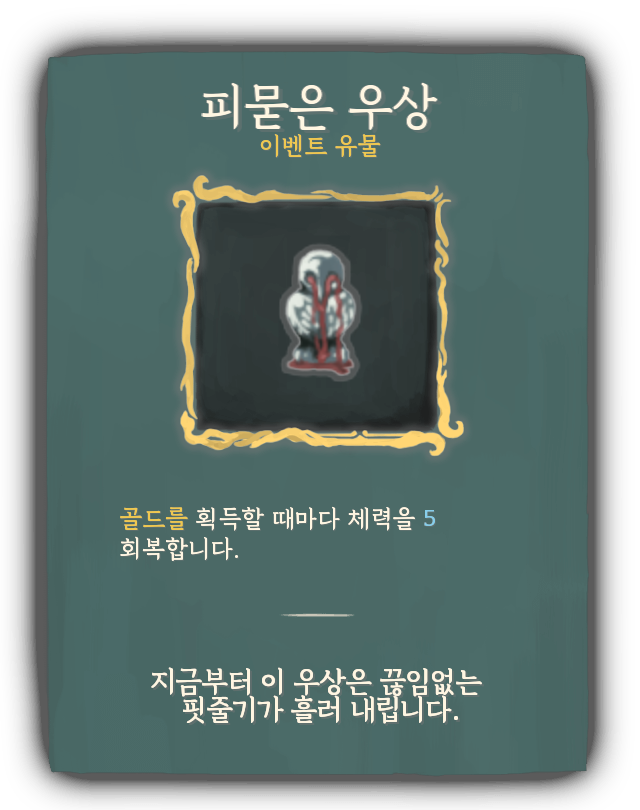 피묻은 우상
이벤트 유물
골드를 획득할 때마다 체력을 5
회복합니다.
지금부터 이 우상은 끊임없는
핏줄기가 흘러 내립니다.